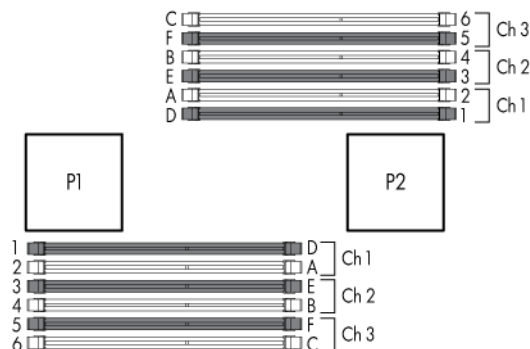 C 6
F 5 Ch 3
B 4
E 3 Ch 2
A 2
D 1 Ch 1
P1 P2
1 D
2 A Ch 1
3 E
4 B Ch 2
5 F
6 C Ch 3